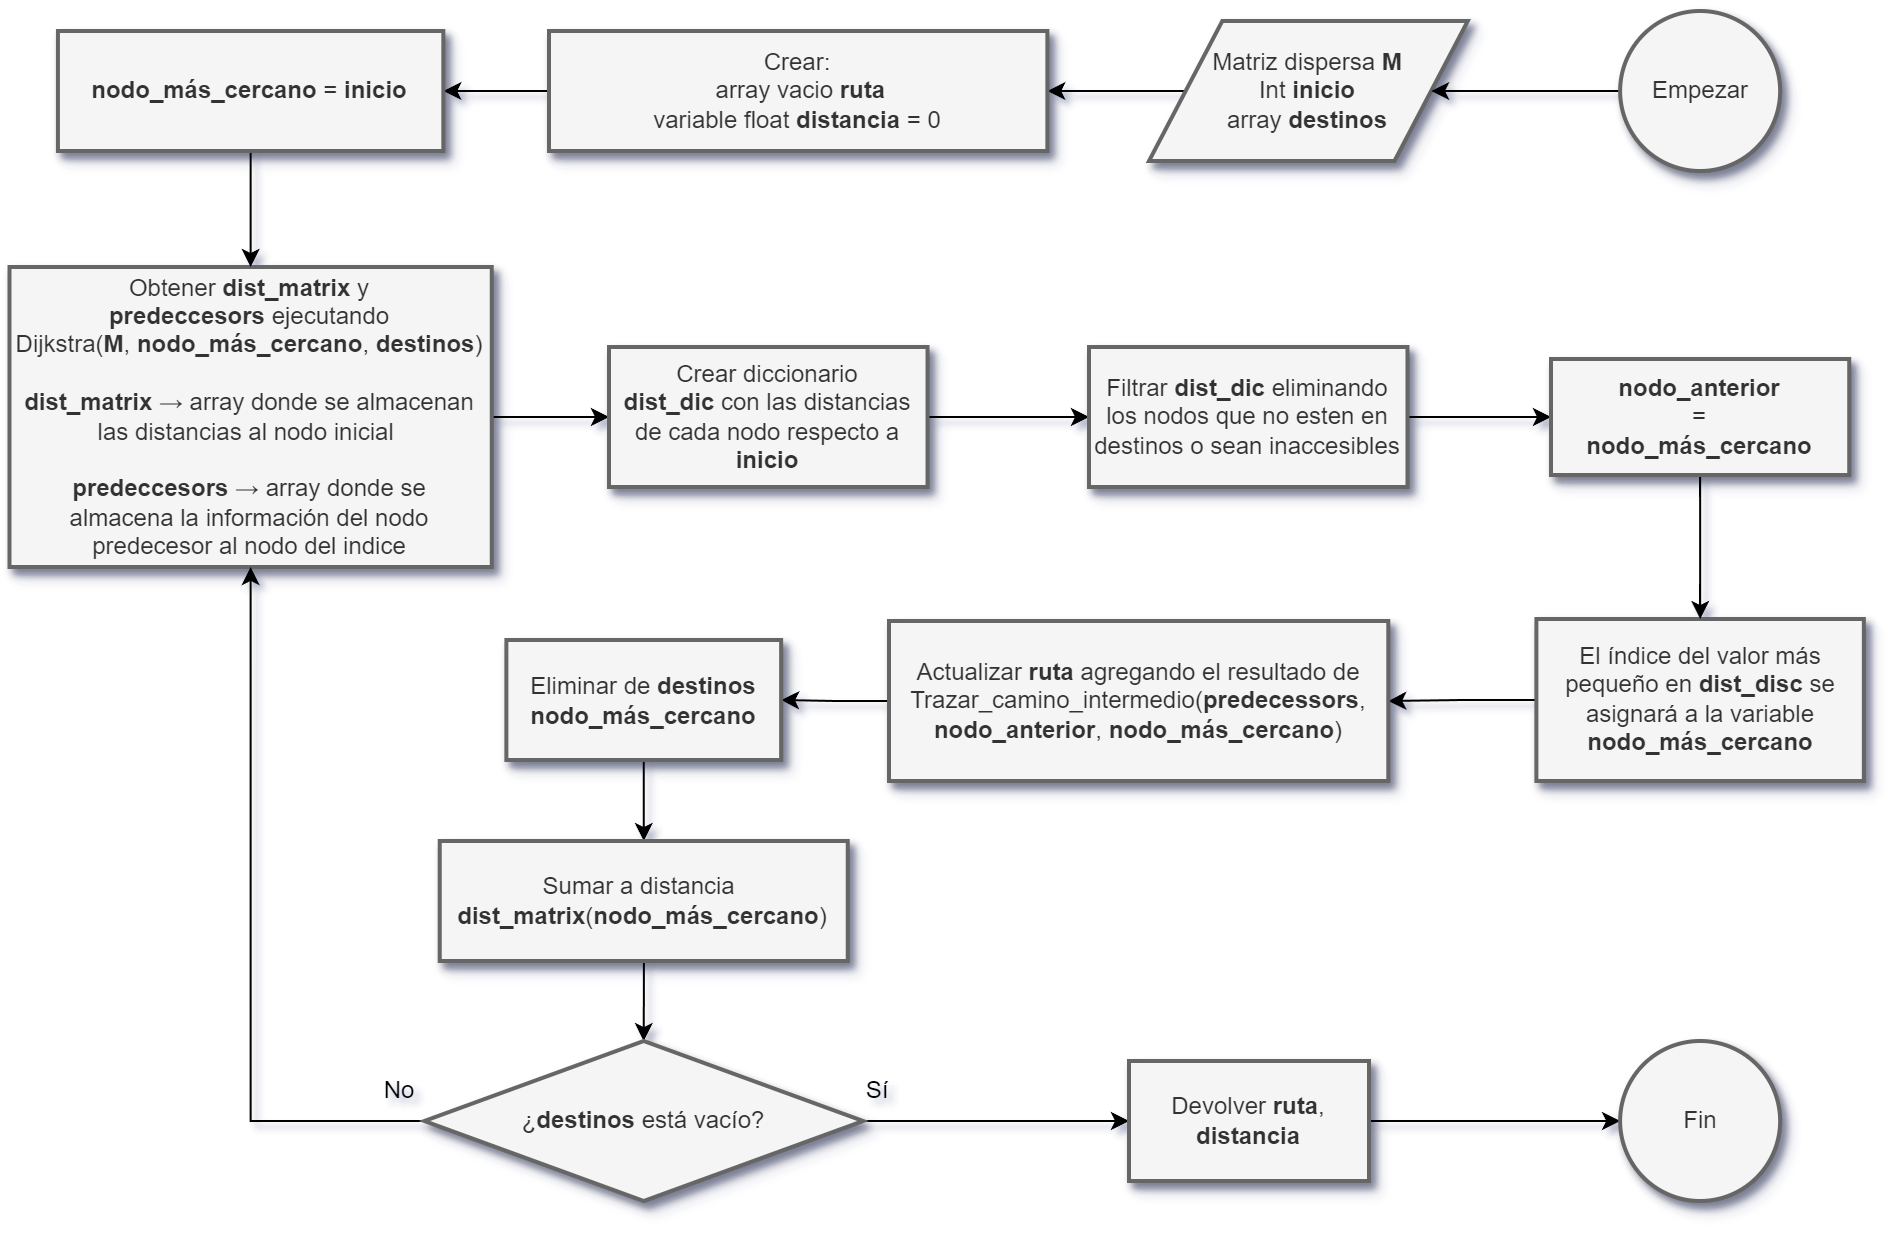 Empezar
Matriz dispersa M
Int inicio
array destinos
Crear:
array vacio ruta
variable float distancia = 0
nodo_más_cercano = inicio
Obtener dist_matrix y
predeccesors ejecutando
Dijkstra(M, nodo_más_cercano, destinos)
dist_matrix → array donde se almacenan
las distancias al nodo inicial
predeccesors → array donde se
almacena la información del nodo
predecesor al nodo del indice
Crear diccionario
dist_dic con las distancias
de cada nodo respecto a
inicio
Filtrar dist_dic eliminando
los nodos que no esten en
destinos o sean inaccesibles
nodo_anterior
=
nodo_más_cercano
El índice del valor más
pequeño en dist_disc se
asignará a la variable
nodo_más_cercano
Actualizar ruta agregando el resultado de
Trazar_camino_intermedio(predecessors,
nodo_anterior, nodo_más_cercano)
Eliminar de destinos
nodo_más_cercano
Sumar a distancia
dist_matrix(nodo_más_cercano)
¿destinos está vacío?
No
Sí
Devolver ruta,
distancia
Fin